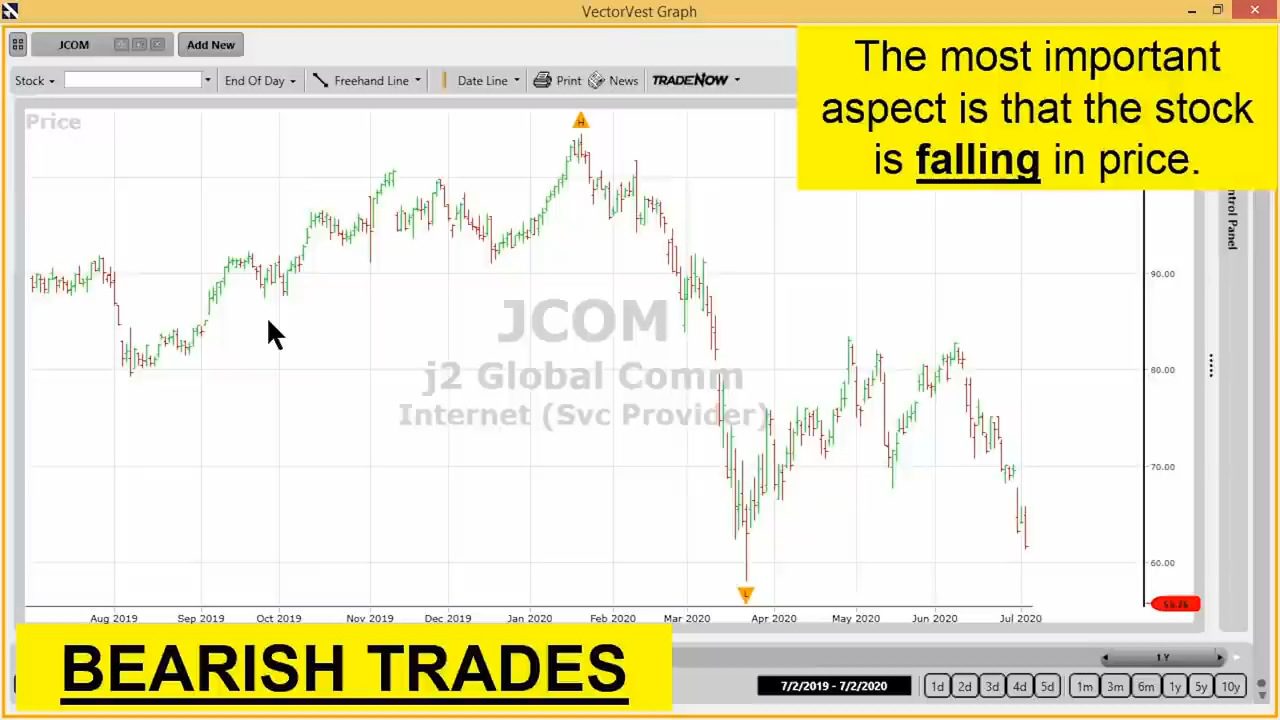 VectorVest Graph
JCOM
Add New
The most important
aspect is that the stock
is falling in price.
Stock
End Of Day
Freehand Line
Date Line
Print
News
TRADENOW
Price
90.00
80.00
70.00
60.00
JCOM
j2 Global Comm
Internet (Svc Provider)
H
L
Aug 2019
Sep 2019
Oct 2019
Nov 2019
Dec 2019
Jan 2020
Feb 2020
Mar 2020
Apr 2020
May 2020
Jun 2020
Jul 2020
BEARISH TRADES
1 Y
7/2/2019 - 7/2/2020
1d
2d
3d
4d
5d
1m
3m
6m
1y
5y
10y